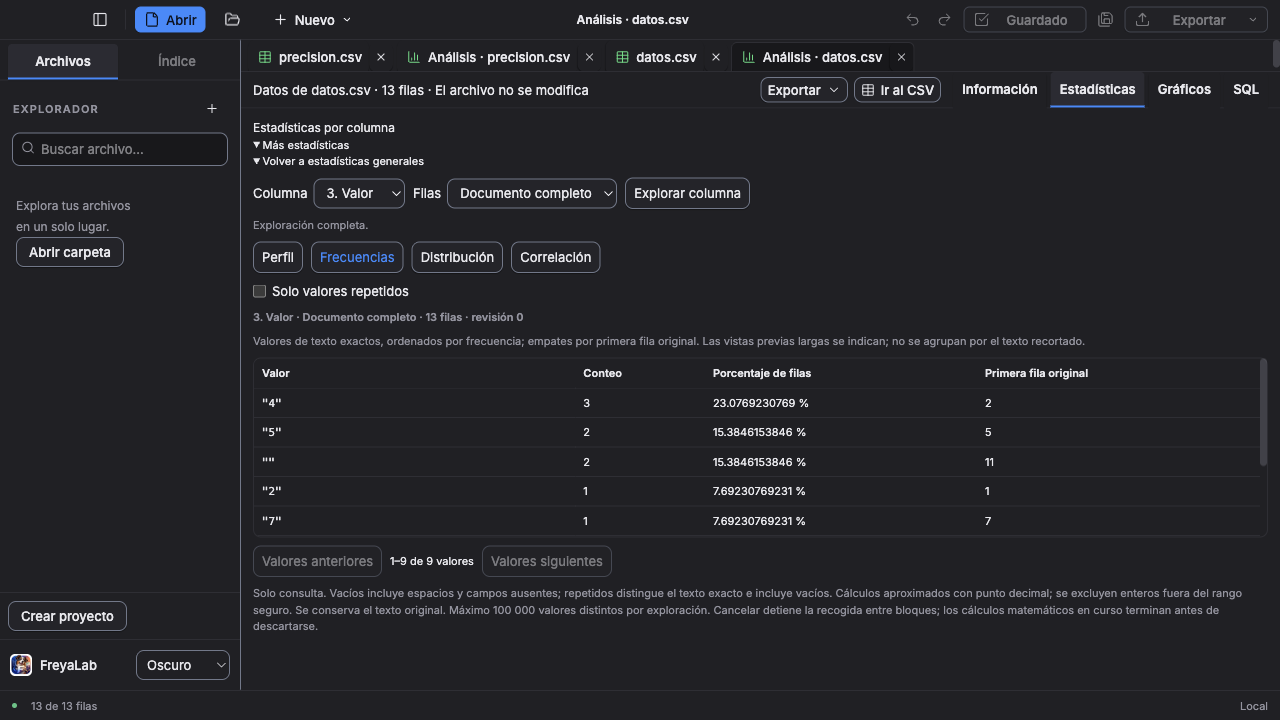 Abrir
Nuevo
Análisis · datos.csv
Guardado
Exportar
Archivos
Índice
precision.csv
Análisis · precision.csv
datos.csv
Análisis · datos.csv
EXPLORADOR
Buscar archivo...
Explora tus archivos
en un solo lugar.
Abrir carpeta
Datos de datos.csv · 13 filas · El archivo no se modifica
Exportar
Ir al CSV
Información
Estadísticas
Gráficos
SQL
Estadísticas por columna
▼ Más estadísticas
▼ Volver a estadísticas generales
Columna 3. Valor Filas Documento completo Explorar columna
Exploración completa.
Perfil Frecuencias Distribución Correlación
Solo valores repetidos
3. Valor · Documento completo · 13 filas · revisión 0
Valores de texto exactos, ordenados por frecuencia; empates por primera fila original. Las vistas previas largas se indican; no se agrupan por el texto recortado.
Valor Conteo Porcentaje de filas Primera fila original
"4" 3 23.0769230769 % 2
"5" 2 15.3846153846 % 5
"" 2 15.3846153846 % 11
"2" 1 7.69230769231 % 1
"7" 1 7.69230769231 % 7
Valores anteriores 1–9 de 9 valores Valores siguientes
Solo consulta. Vacíos incluye espacios y campos ausentes; repetidos distingue el texto exacto e incluye vacíos. Cálculos aproximados con punto decimal; se excluyen enteros fuera del rango
seguro. Se conserva el texto original. Máximo 100 000 valores distintos por exploración. Cancelar detiene la recogida entre bloques; los cálculos matemáticos en curso terminan antes de
descartarse.
Crear proyecto
FreyaLab
Oscuro
13 de 13 filas
Local